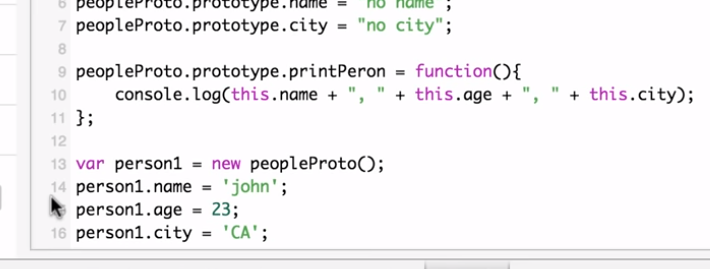 6 peopleProto.prototype.name = "no name";
7 peopleProto.prototype.city = "no city";
8
9 peopleProto.prototype.printPeron = function(){
10 console.log(this.name + ", " + this.age + ", " + this.city);
11 };
12
13 var person1 = new peopleProto();
14 person1.name = 'john';
person1.age = 23;
16 person1.city = 'CA';